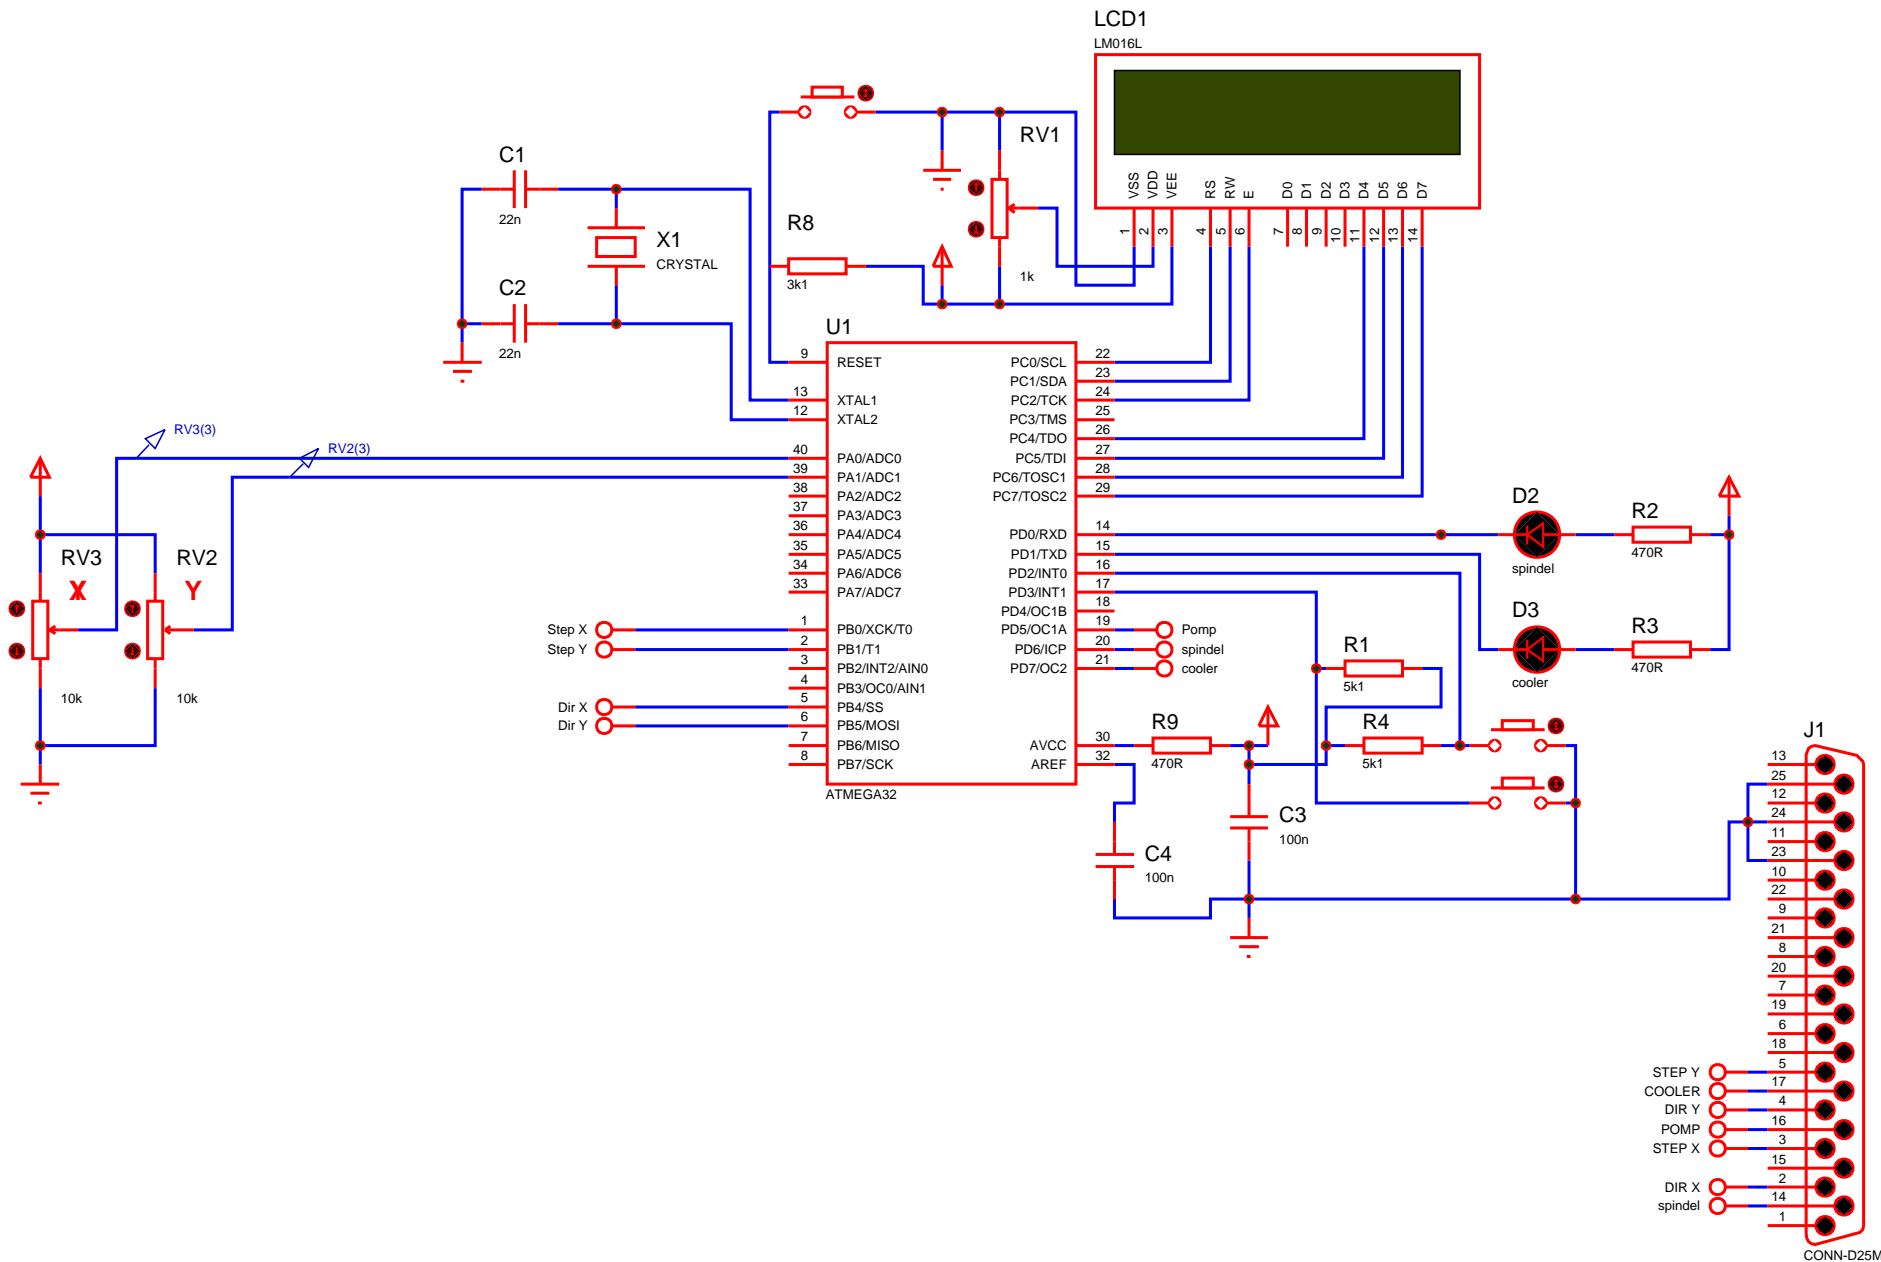 LCD1
LM016L
VSS
VDD
VEE
RS
RW
E
D0
D1
D2
D3
D4
D5
D6
D7
1
2
3
4
5
6
7
8
9
10
11
12
13
14
RV1
1k
C1
22n
X1
CRYSTAL
C2
22n
R8
3k1
U1
9 RESET
13 XTAL1
12 XTAL2
40 PA0/ADC0
39 PA1/ADC1
38 PA2/ADC2
37 PA3/ADC3
36 PA4/ADC4
35 PA5/ADC5
34 PA6/ADC6
33 PA7/ADC7
1 PB0/XCK/T0
2 PB1/T1
3 PB2/INT2/AIN0
4 PB3/OC0/AIN1
5 PB4/SS
6 PB5/MOSI
7 PB6/MISO
8 PB7/SCK
PC0/SCL 22
PC1/SDA 23
PC2/TCK 24
PC3/TMS 25
PC4/TDO 26
PC5/TDI 27
PC6/TOSC1 28
PC7/TOSC2 29
PD0/RXD 14
PD1/TXD 15
PD2/INT0 16
PD3/INT1 17
PD4/OC1B 18
PD5/OC1A 19
PD6/ICP 20
PD7/OC2 21
AVCC 30
AREF 32
ATMEGA32
RV3(3)
RV2(3)
RV3
X
10k
RV2
Y
10k
Step X
Step Y
Dir X
Dir Y
Pomp
spindel
cooler
D2
spindel
R2
470R
D3
cooler
R3
470R
R1
5k1
R4
5k1
R9
470R
C3
100n
C4
100n
J1
13
25
12
24
11
23
10
22
9
21
8
20
7
19
6
18
STEP Y 5
COOLER 17
DIR Y 4
POMP 16
STEP X 3
15
DIR X 2
spindel 14
1
CONN-D25M